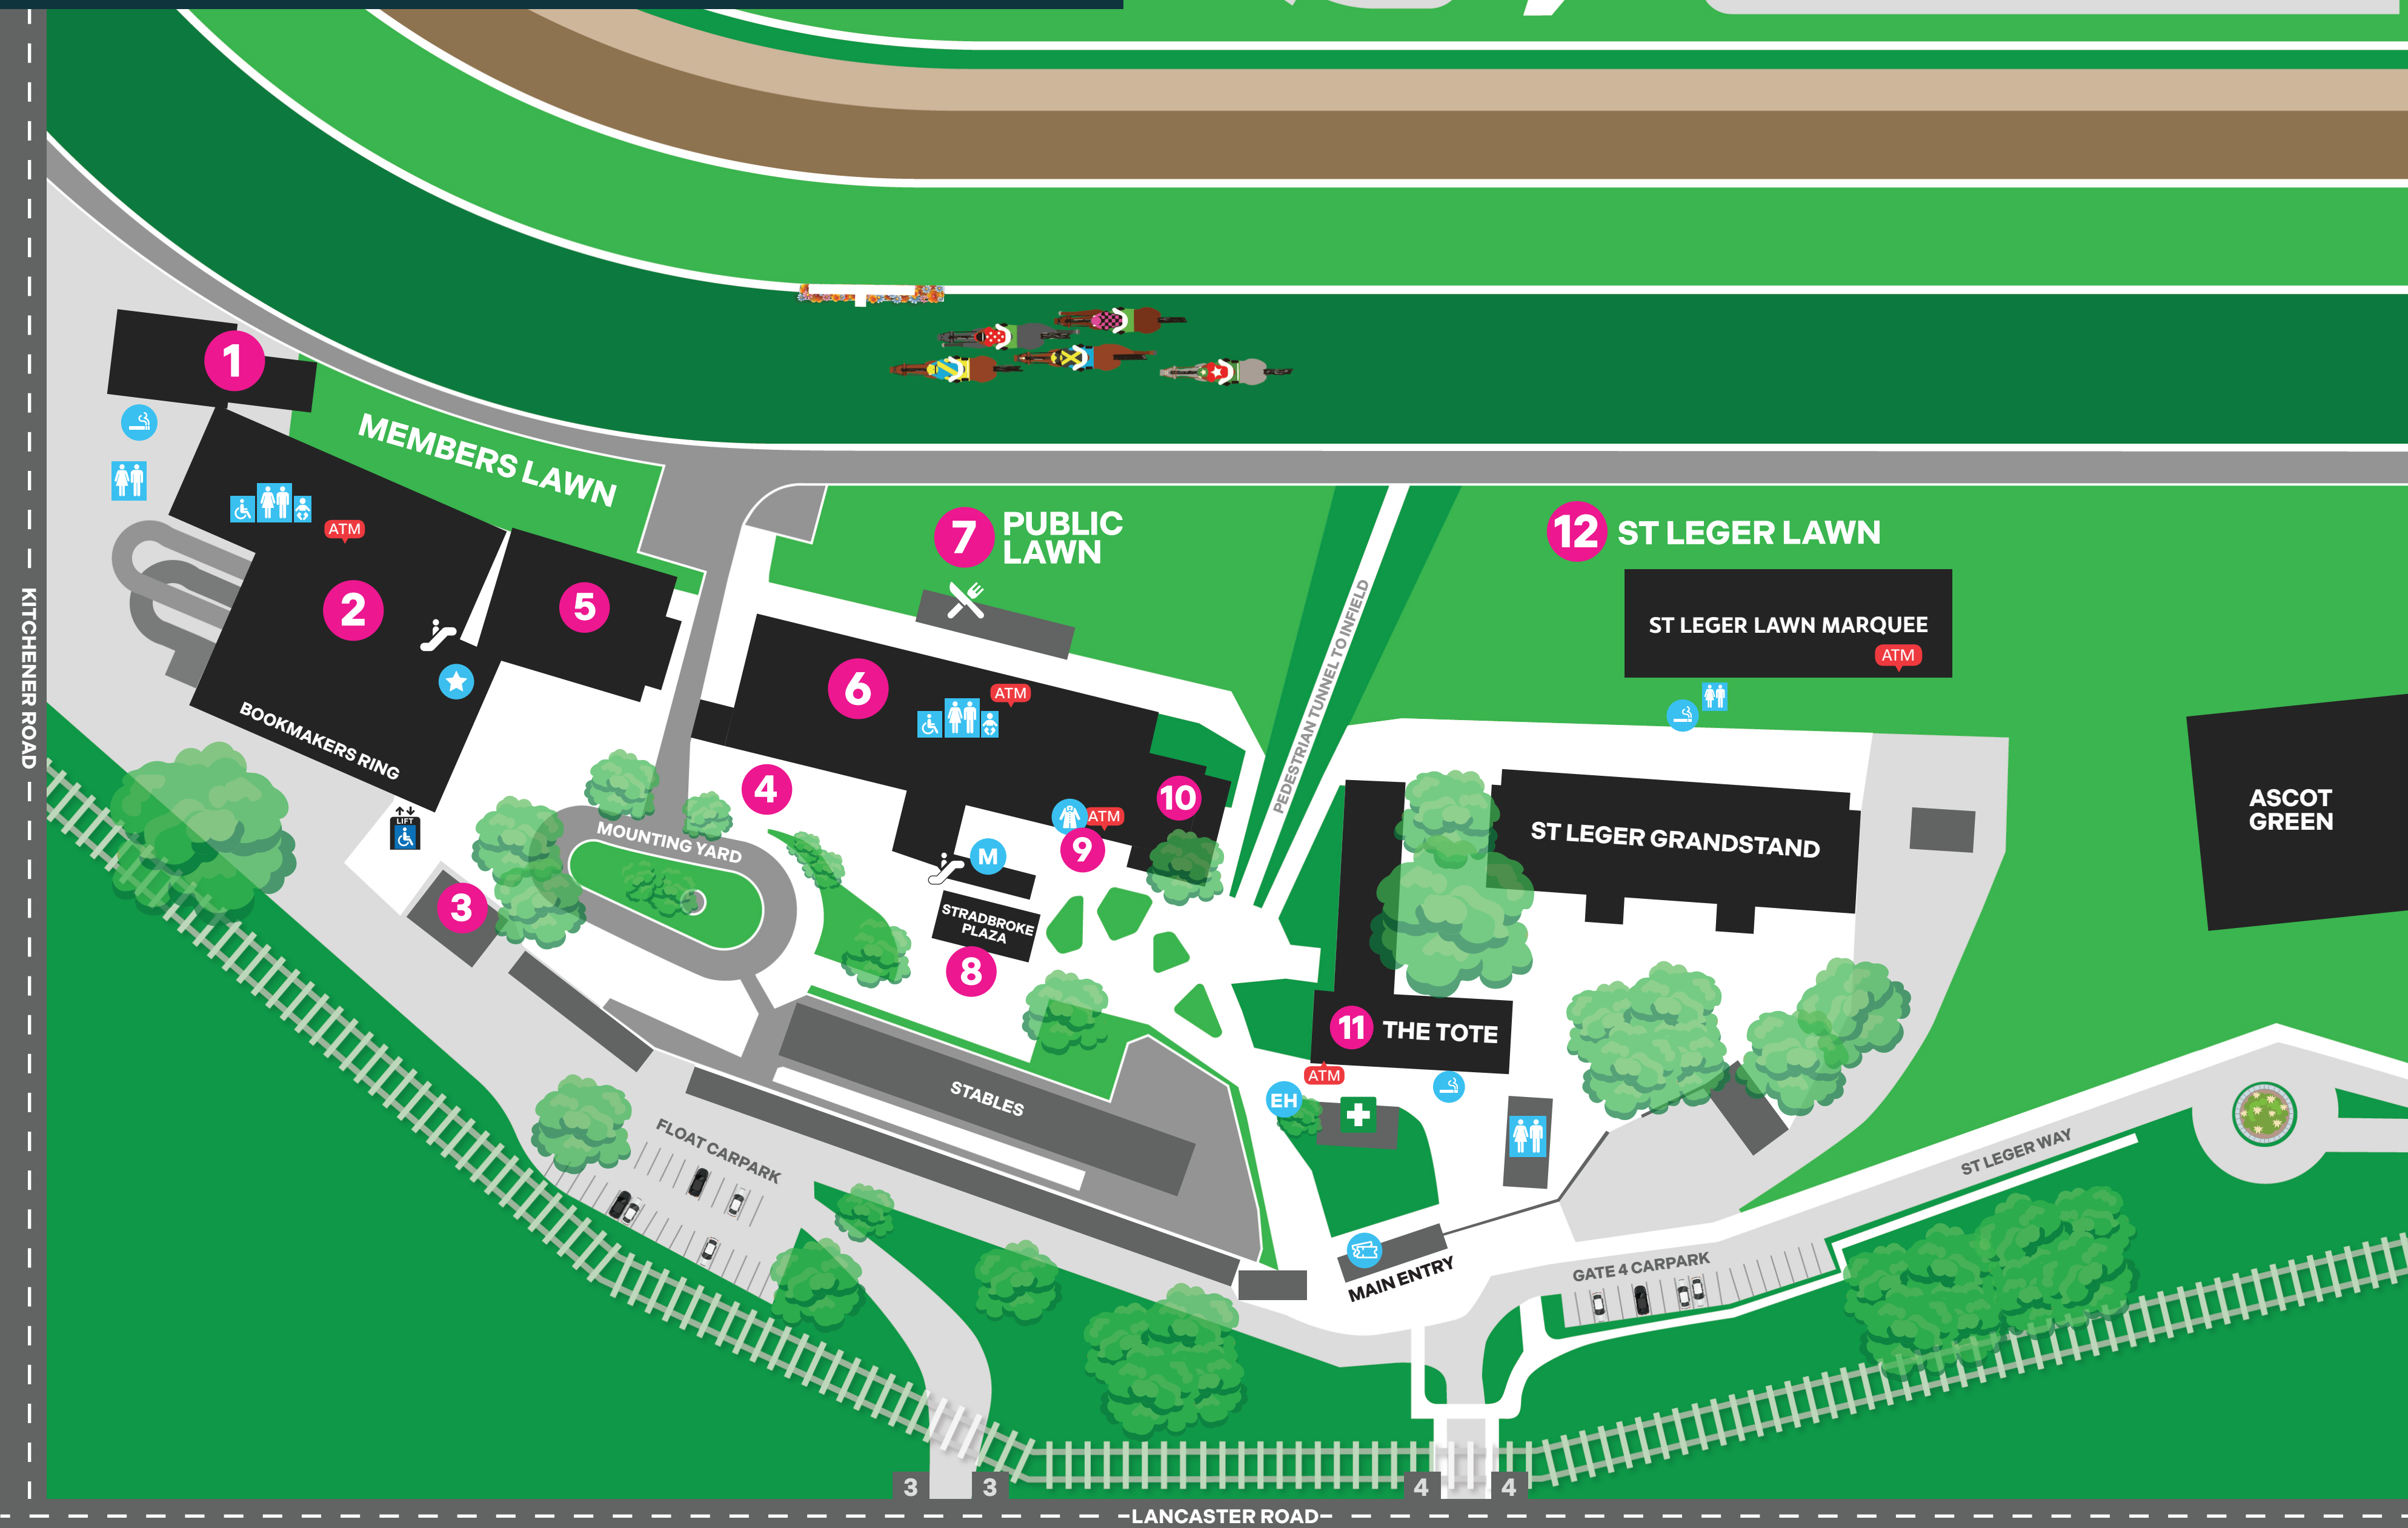 1
MEMBERS LAWN
ATM
2
5
BOOKMAKERS RING
KITCHENER ROAD
LIFT
3
7
PUBLIC
LAWN
6
ATM
4
MOUNTING YARD
10
ATM
9
M
STRADBROKE
PLAZA
8
PEDESTRIAN TUNNEL TO INFIELD
12 ST LEGER LAWN
ST LEGER LAWN MARQUEE
ATM
ST LEGER GRANDSTAND
ASCOT
GREEN
11 THE TOTE
ATM
EH
STABLES
FLOAT CARPARK
ST LEGER WAY
GATE 4 CARPARK
MAIN ENTRY
3
3
4
4
LANCASTER ROAD